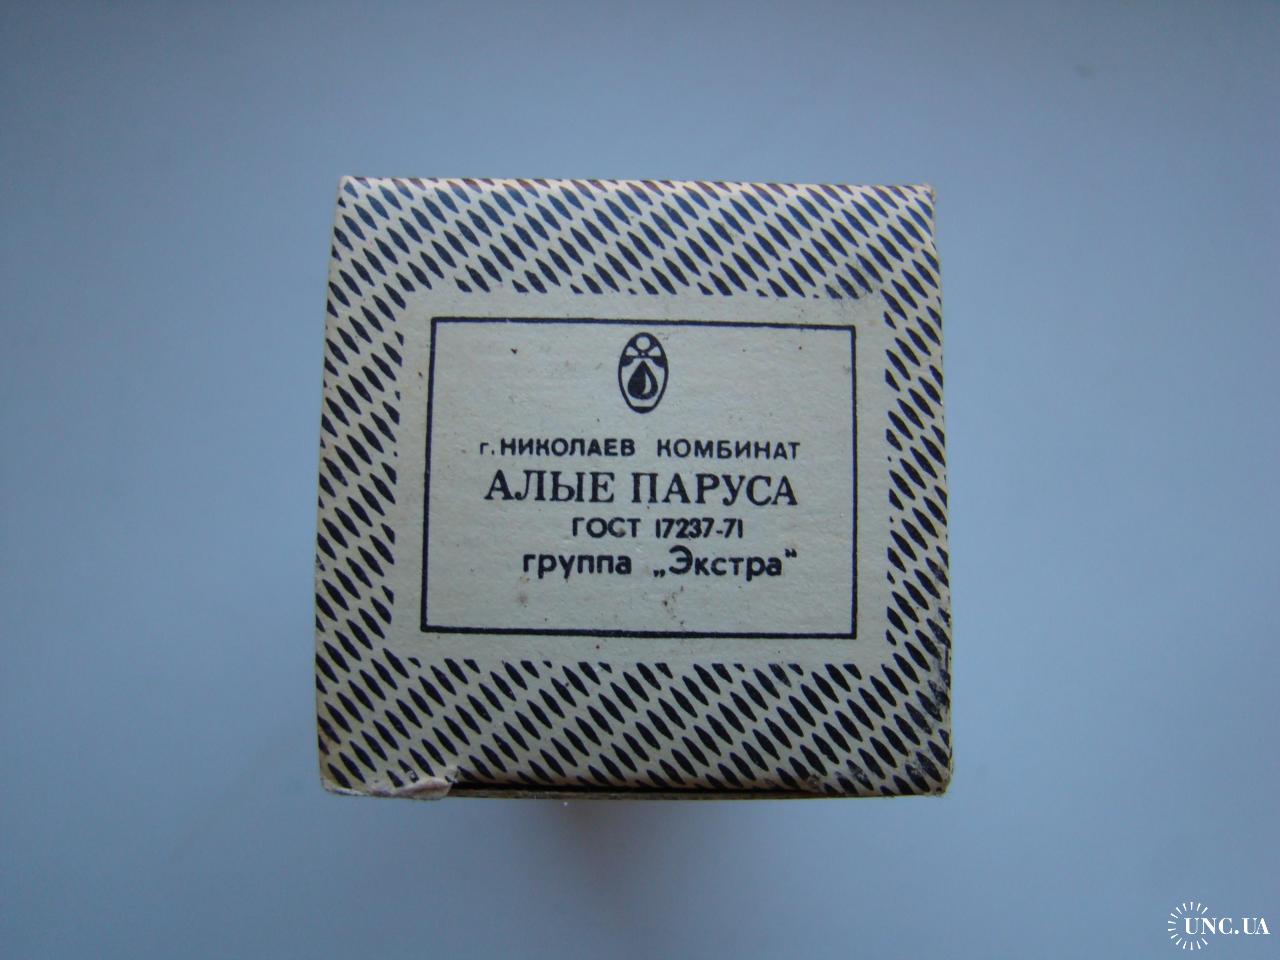 г. НИКОЛАЕВ КОМБИНАТ
АЛЫЕ ПАРУСА
ГОСТ 17237-71
группа „Экстра"
UNC.UA